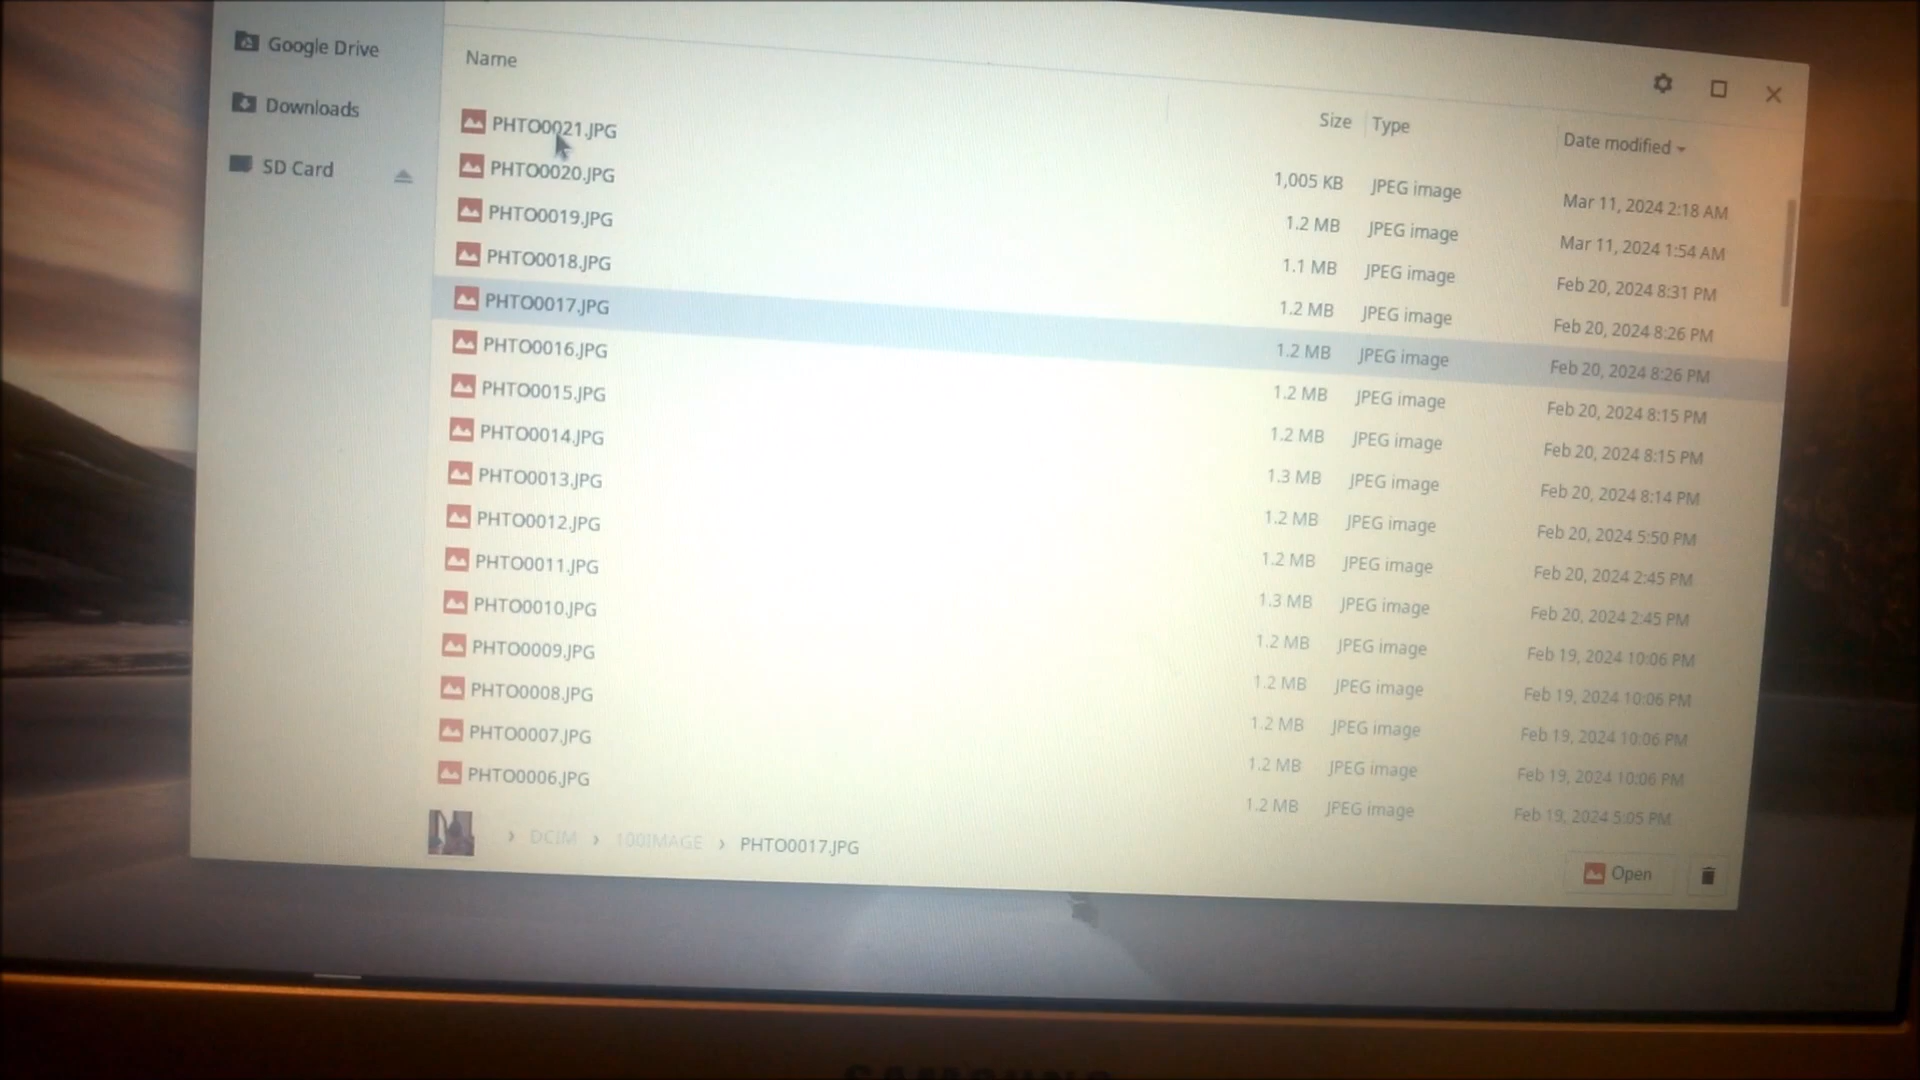 Google Drive
Downloads
SD Card
Name Size Type Date modified
PHTO0021.JPG 1,005 KB JPEG image Mar 11, 2024 2:18 AM
PHTO0020.JPG 1.2 MB JPEG image Mar 11, 2024 1:54 AM
PHTO0019.JPG 1.1 MB JPEG image Feb 20, 2024 8:31 PM
PHTO0018.JPG 1.2 MB JPEG image Feb 20, 2024 8:26 PM
PHTO0017.JPG 1.2 MB JPEG image Feb 20, 2024 8:26 PM
PHTO0016.JPG 1.2 MB JPEG image Feb 20, 2024 8:15 PM
PHTO0015.JPG 1.2 MB JPEG image Feb 20, 2024 8:15 PM
PHTO0014.JPG 1.3 MB JPEG image Feb 20, 2024 8:14 PM
PHTO0013.JPG 1.2 MB JPEG image Feb 20, 2024 5:50 PM
PHTO0012.JPG 1.2 MB JPEG image Feb 20, 2024 2:45 PM
PHTO0011.JPG 1.3 MB JPEG image Feb 20, 2024 2:45 PM
PHTO0010.JPG 1.2 MB JPEG image Feb 19, 2024 10:06 PM
PHTO0009.JPG 1.2 MB JPEG image Feb 19, 2024 10:06 PM
PHTO0008.JPG 1.2 MB JPEG image Feb 19, 2024 10:06 PM
PHTO0007.JPG 1.2 MB JPEG image Feb 19, 2024 10:06 PM
PHTO0006.JPG 1.2 MB JPEG image Feb 19, 2024 5:05 PM
› DCIM › 100IMAGE › PHTO0017.JPG
Open
SAMSUNG